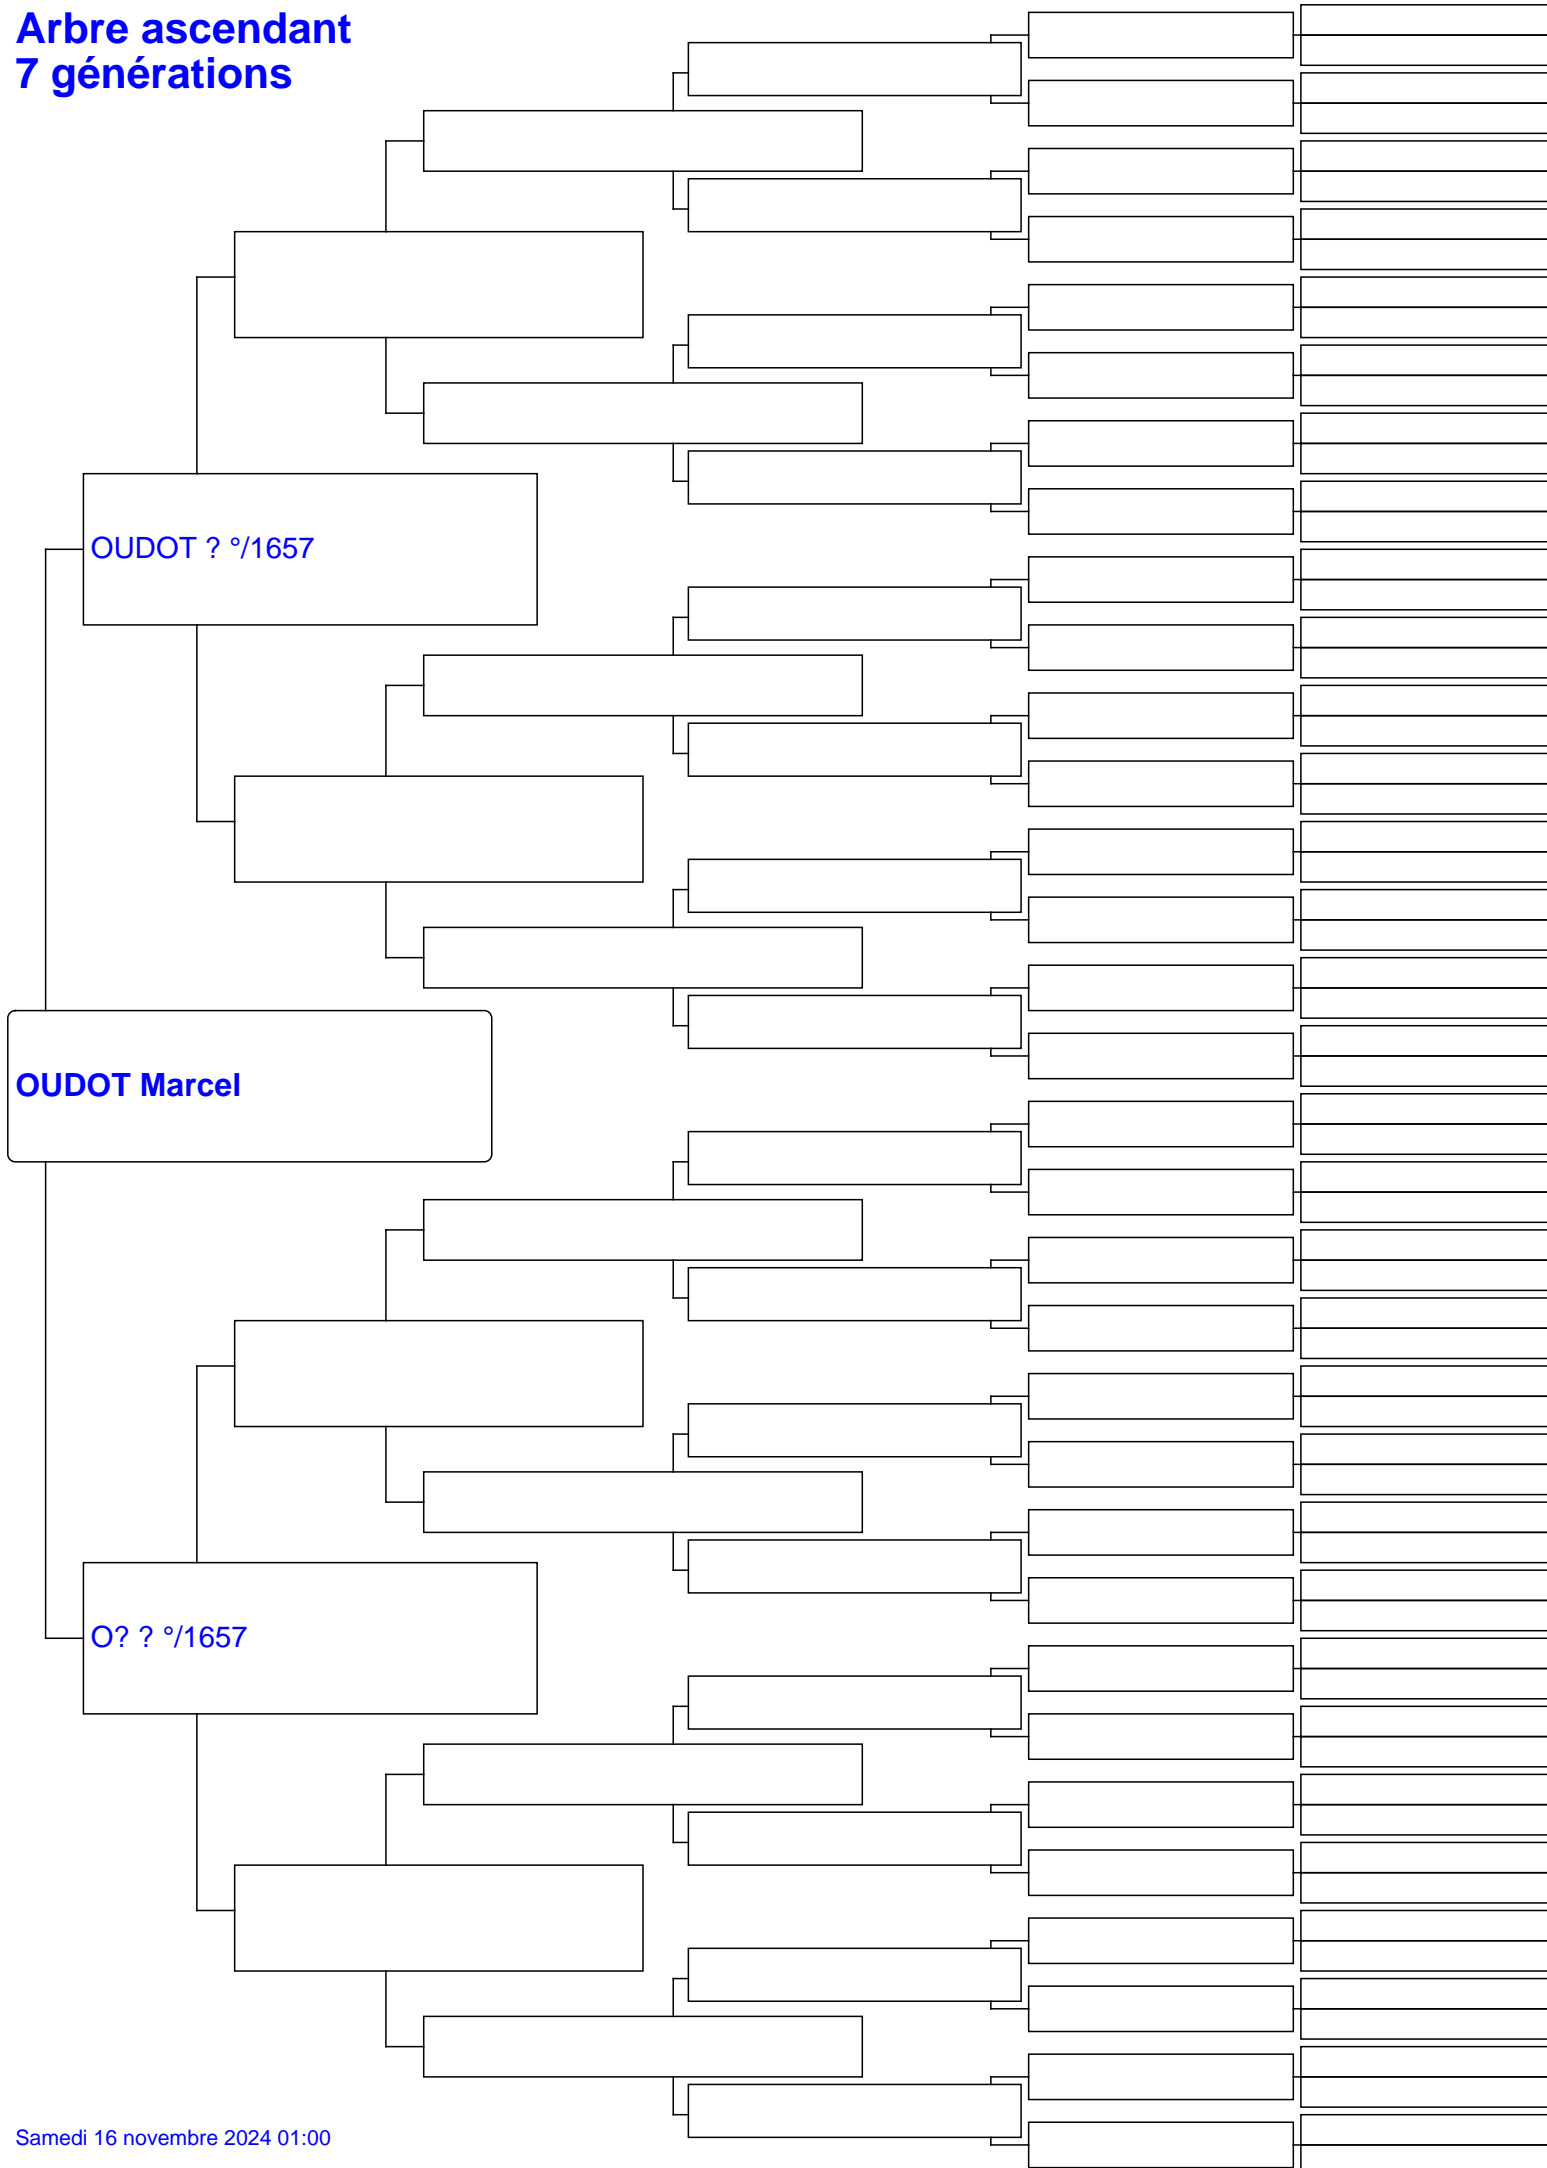 Arbre ascendant
7 générations
OUDOT ? °/1657
OUDOT Marcel
O? ? °/1657
Samedi 16 novembre 2024 01:00